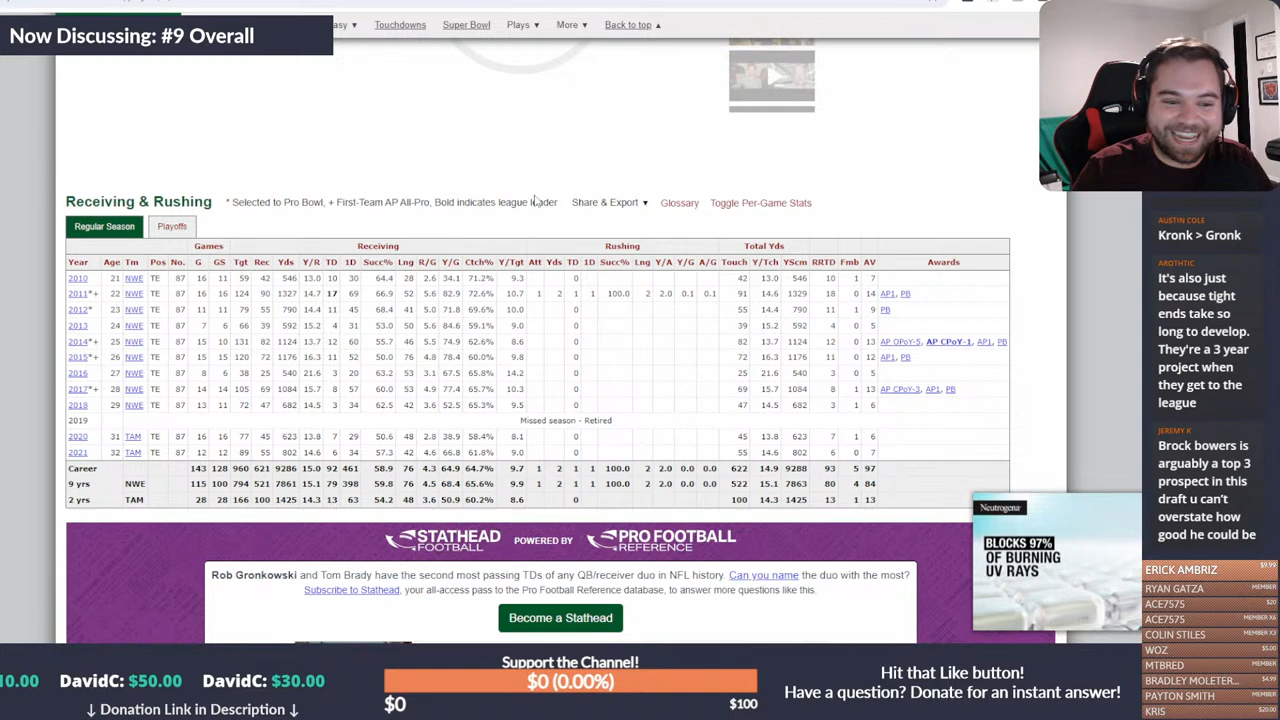 Now Discussing: #9 Overall
Touchdowns Super Bowl Plays ▼ More ▼ Back to top ▲
Receiving & Rushing * Selected to Pro Bowl, + First-Team AP All-Pro, Bold indicates league leader Share & Export ▼ Glossary Toggle Per-Game Stats
Regular Season Playoffs
Games Receiving Rushing Total Yds
Year Age Tm Pos No. G GS Tgt Rec Yds Y/R TD 1D Succ% Lng R/G Y/G Ctch% Y/Tgt Att Yds TD 1D Succ% Lng Y/A Y/G A/G Touch Y/Tch YScm RRTD Fmb AV Awards
2010 21 NWE TE 87 16 11 59 42 546 13.0 10 30 64.4 28 2.6 34.1 71.2% 9.3 0 42 13.0 546 10 1 7
2011*+ 22 NWE TE 87 16 16 124 90 1327 14.7 17 69 66.9 52 5.6 82.9 72.6% 10.7 1 2 1 1 100.0 2 2.0 0.1 0.1 91 14.6 1329 18 0 14 AP1, PB
2012* 23 NWE TE 87 11 11 79 55 790 14.4 11 45 68.4 41 5.0 71.8 69.6% 10.0 0 55 14.4 790 11 1 9 PB
2013 24 NWE TE 87 7 6 66 39 592 15.2 4 31 53.0 50 5.6 84.6 59.1% 9.0 0 39 15.2 592 4 0 5
2014*+ 25 NWE TE 87 15 10 131 82 1124 13.7 12 60 55.7 46 5.5 74.9 62.6% 8.6 0 82 13.7 1124 12 0 13 AP OPoY-5, AP CPoY-1, AP1, PB
2015*+ 26 NWE TE 87 15 15 120 72 1176 16.3 11 52 50.0 76 4.8 78.4 60.0% 9.8 0 72 16.3 1176 11 0 12 AP1, PB
2016 27 NWE TE 87 8 6 38 25 540 21.6 3 20 63.2 53 3.1 67.5 65.8% 14.2 0 25 21.6 540 3 0 5
2017*+ 28 NWE TE 87 14 14 105 69 1084 15.7 8 57 60.0 53 4.9 77.4 65.7% 10.3 0 69 15.7 1084 8 1 13 AP CPoY-3, AP1, PB
2018 29 NWE TE 87 13 11 72 47 682 14.5 3 34 62.5 42 3.6 52.5 65.3% 9.5 0 47 14.5 682 3 1 6
2019 Missed season - Retired
2020 31 TAM TE 87 16 16 77 45 623 13.8 7 29 50.6 48 2.8 38.9 58.4% 8.1 0 45 13.8 623 7 1 6
2021 32 TAM TE 87 12 12 89 55 802 14.6 6 34 57.3 42 4.6 66.8 61.8% 9.0 0 55 14.6 802 6 0 7
Career 143 128 960 621 9286 15.0 92 461 58.9 76 4.3 64.9 64.7% 9.7 1 2 1 1 100.0 2 2.0 0.0 0.0 622 14.9 9288 93 5 97
9 yrs NWE 115 100 794 521 7861 15.1 79 398 58.9 76 4.5 68.4 65.6% 9.9 1 2 1 1 100.0 2 2.0 0.0 0.0 522 15.1 7863 80 4 84
2 yrs TAM 28 28 166 100 1425 14.3 13 63 54.2 48 3.6 50.9 60.2% 8.6 0 100 14.3 1425 13 1 13
STATHEAD FOOTBALL POWERED BY PRO FOOTBALL REFERENCE
Rob Gronkowski and Tom Brady have the second most passing TDs of any QB/receiver duo in NFL history. Can you name the duo with the most?
Subscribe to Stathead, your all-access pass to the Pro Football Reference database, to answer more questions like this.
Become a Stathead
Neutrogena
BLOCKS 97%
OF BURNING
UV RAYS
AUSTIN COLE
Kronk > Gronk
AROTHTIC
It's also just
because tight
ends take so
long to develop.
They're a 3 year
project when
they get to the
league
JEREMY K
Brock bowers is
arguably a top 3
prospect in this
draft u can't
overstate how
good he could be
ERICK AMBRIZ $9.99
RYAN GATZA MEMBER
ACE7575 $20
ACE7575 MEMBER X6
COLIN STILES MEMBER X3
WOZ $5.00
MTBRED MEMBER
BRADLEY MOLETER... $4.99
PAYTON SMITH MEMBER
KRIS $20.00
10.00 DavidC: $50.00 DavidC: $30.00
↓ Donation Link in Description ↓
Support the Channel!
$0 (0.00%)
$0 $100
Hit that Like button!
Have a question? Donate for an instant answer!